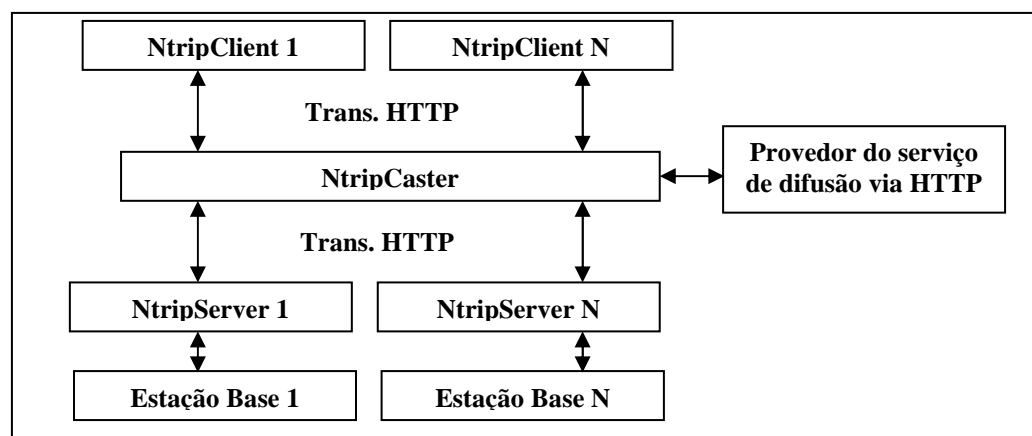 NtripClient 1
NtripClient N
Trans. HTTP
NtripCaster
Provedor do serviço
de difusão via HTTP
Trans. HTTP
NtripServer 1
NtripServer N
Estação Base 1
Estação Base N